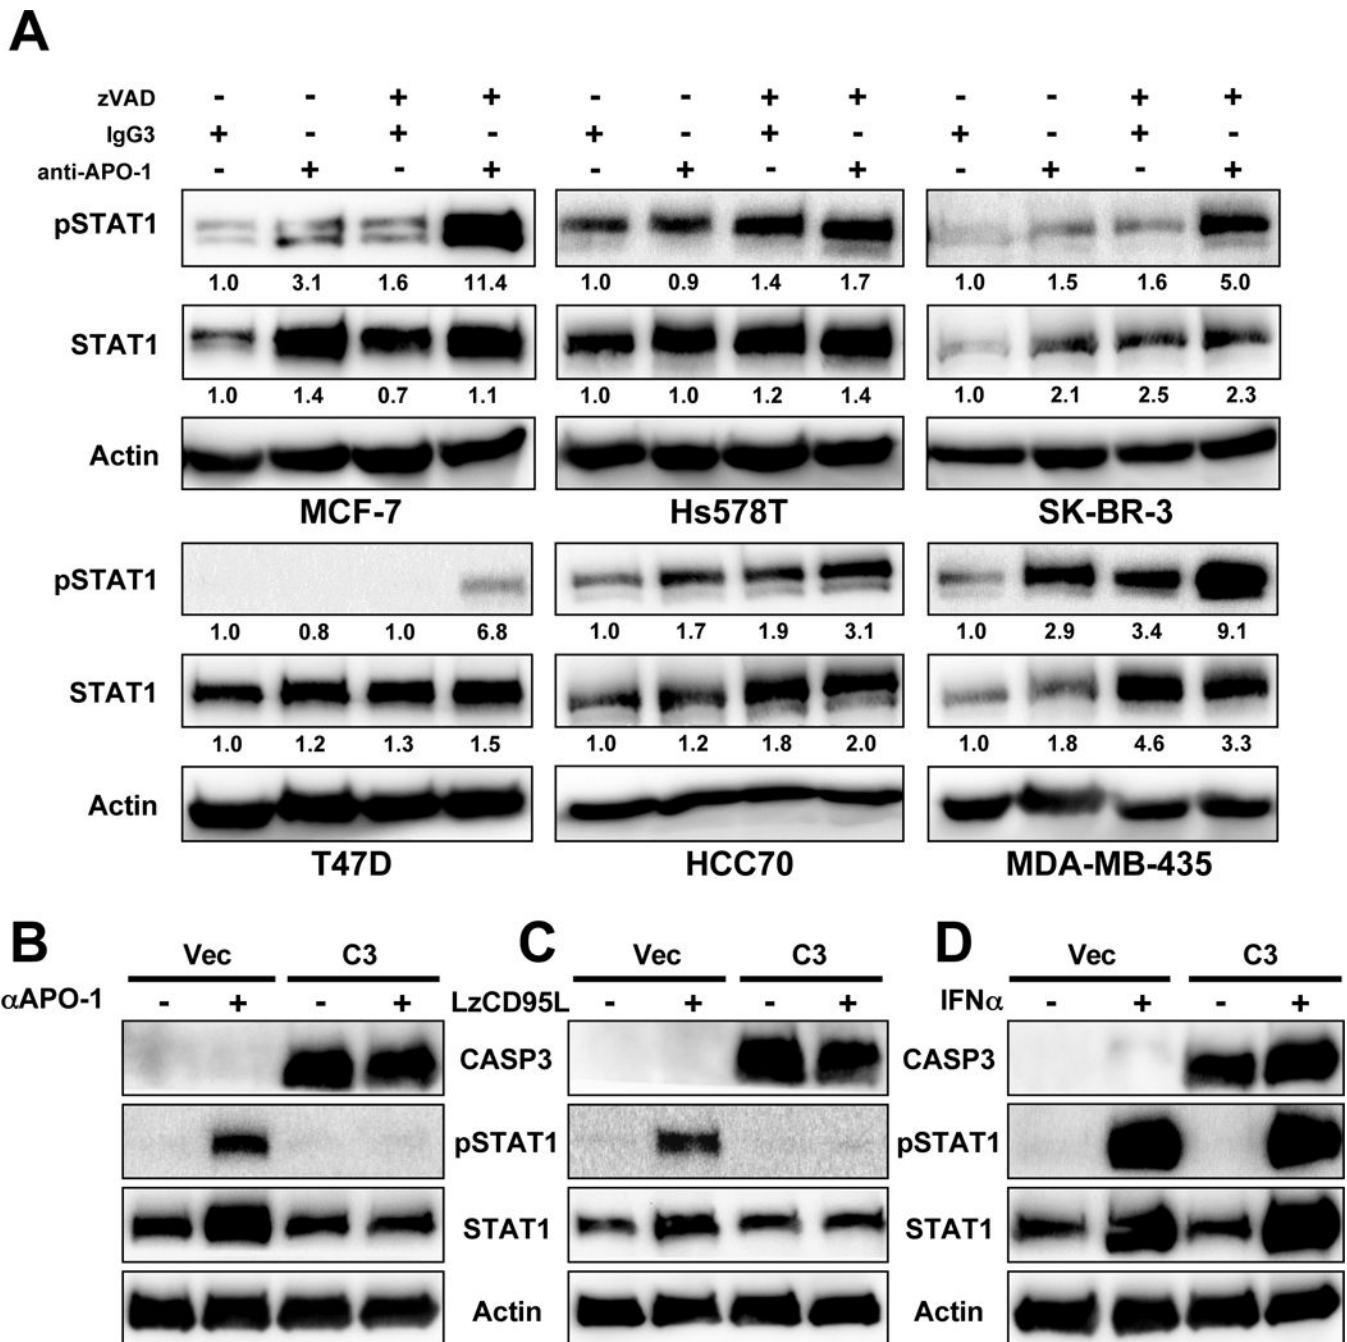 A
zVAD - - + + - - + + - - + +
IgG3 + - + - + - + - + - + -
anti-APO-1 - + - + - + - + - + - +
pSTAT1
1.0 3.1 1.6 11.4 1.0 0.9 1.4 1.7 1.0 1.5 1.6 5.0
STAT1
1.0 1.4 0.7 1.1 1.0 1.0 1.2 1.4 1.0 2.1 2.5 2.3
Actin
MCF-7 Hs578T SK-BR-3
pSTAT1
1.0 0.8 1.0 6.8 1.0 1.7 1.9 3.1 1.0 2.9 3.4 9.1
STAT1
1.0 1.2 1.3 1.5 1.0 1.2 1.8 2.0 1.0 1.8 4.6 3.3
Actin
T47D HCC70 MDA-MB-435
B C D
Vec C3 Vec C3 Vec C3
αAPO-1 - + - + LzCD95L - + - + IFNα - + - +
CASP3 CASP3
pSTAT1 pSTAT1
STAT1 STAT1
Actin Actin